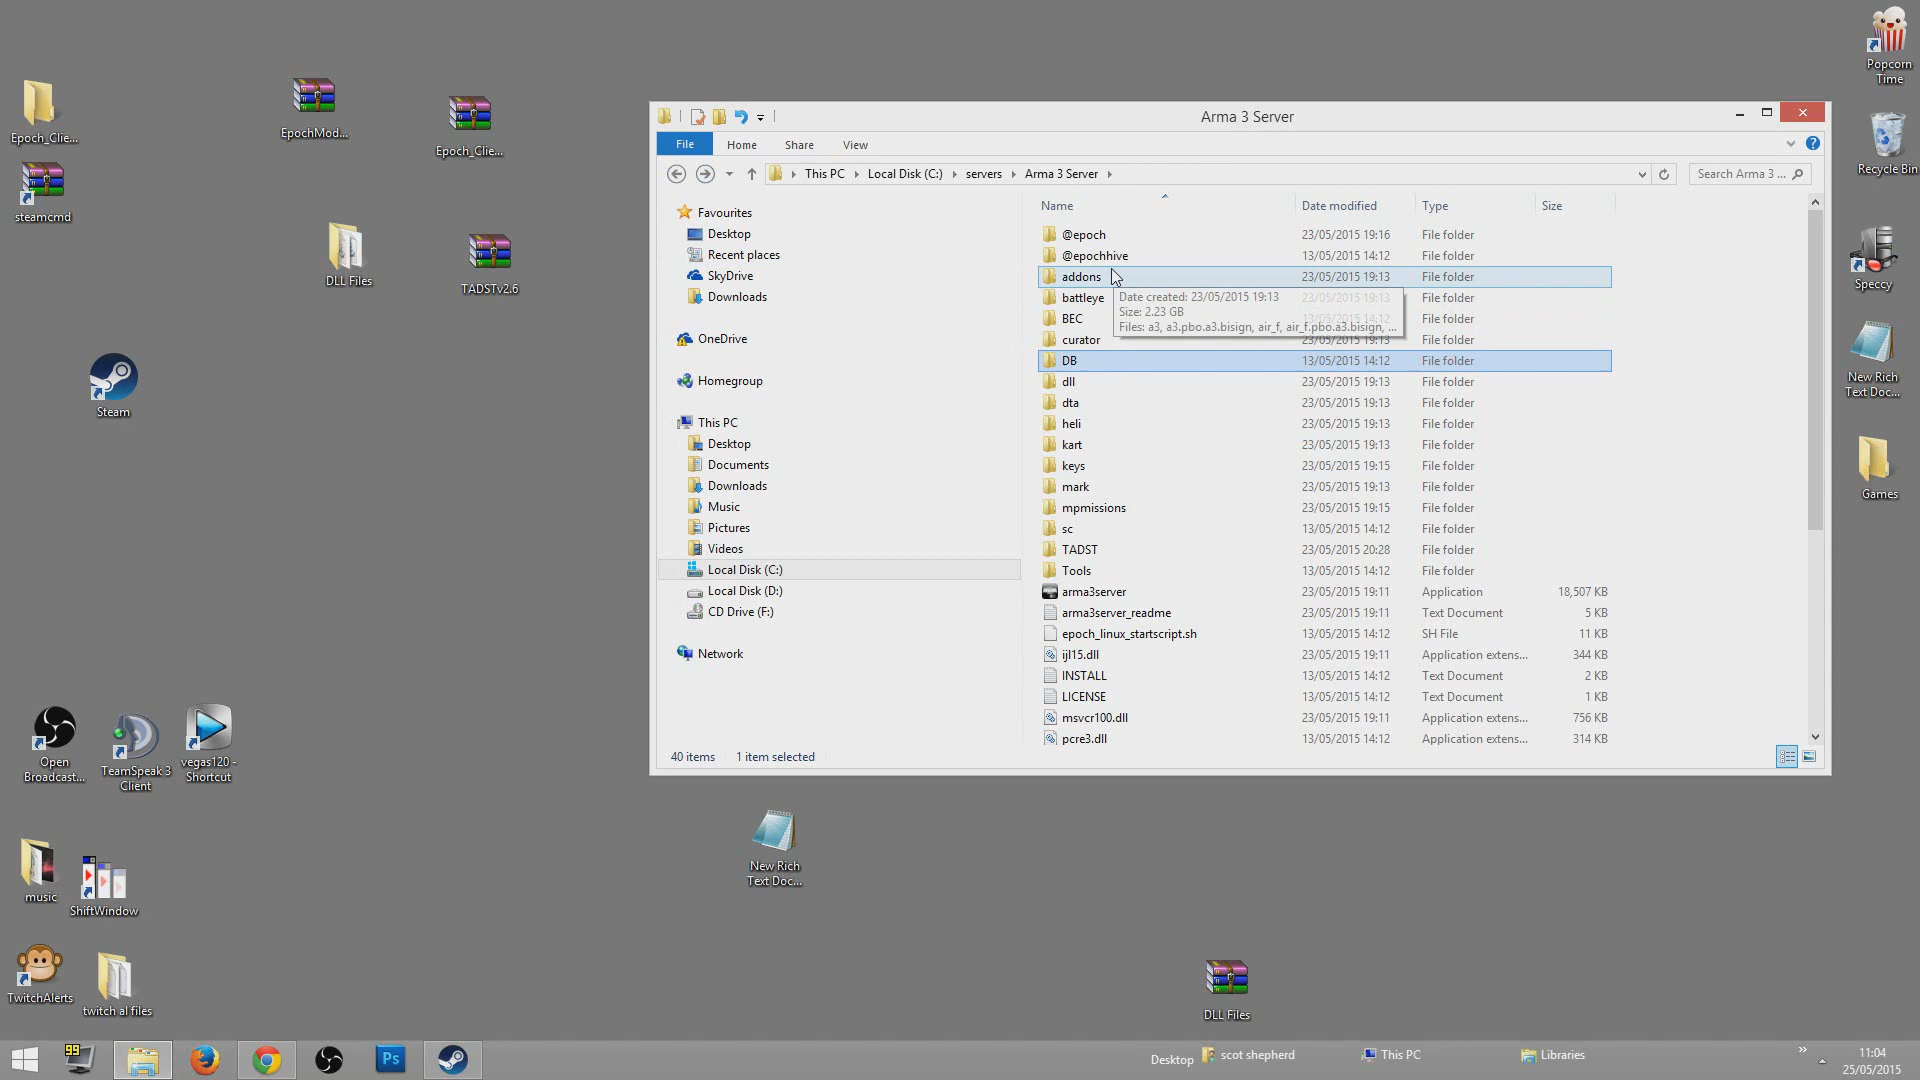 Popcorn
Time
Epoch_Clie...
EpochMod...
Epoch_Clie...
Recycle Bin
steamcmd
DLL Files
TADSTv2.6
Speccy
New Rich
Text Doc...
Steam
Games
Arma 3 Server
File
Home
Share
View
This PC
Local Disk (C:)
servers
Arma 3 Server
Search Arma 3 ...
Favourites
Desktop
Recent places
SkyDrive
Downloads
OneDrive
Homegroup
This PC
Desktop
Documents
Downloads
Music
Pictures
Videos
Local Disk (C:)
Local Disk (D:)
CD Drive (F:)
Network
Name Date modified Type Size
@epoch 23/05/2015 19:16 File folder
@epochhive 13/05/2015 14:12 File folder
addons 23/05/2015 19:13 File folder
battleye 23/05/2015 19:13 File folder
BEC 13/05/2015 14:12 File folder
curator 23/05/2015 19:13 File folder
Date created: 23/05/2015 19:13
Size: 2.23 GB
Files: a3, a3.pbo.a3.bisign, air_f, air_f.pbo.a3.bisign, ...
DB 13/05/2015 14:12 File folder
dll 23/05/2015 19:13 File folder
dta 23/05/2015 19:13 File folder
heli 23/05/2015 19:13 File folder
kart 23/05/2015 19:13 File folder
keys 23/05/2015 19:15 File folder
mark 23/05/2015 19:13 File folder
mpmissions 23/05/2015 19:15 File folder
sc 13/05/2015 14:12 File folder
TADST 23/05/2015 20:28 File folder
Tools 13/05/2015 14:12 File folder
arma3server 23/05/2015 19:11 Application 18,507 KB
arma3server_readme 23/05/2015 19:11 Text Document 5 KB
epoch_linux_startscript.sh 13/05/2015 14:12 SH File 11 KB
ijl15.dll 23/05/2015 19:11 Application extens... 344 KB
INSTALL 13/05/2015 14:12 Text Document 2 KB
LICENSE 13/05/2015 14:12 Text Document 1 KB
msvcr100.dll 23/05/2015 19:11 Application extens... 756 KB
pcre3.dll 13/05/2015 14:12 Application extens... 314 KB
40 items 1 item selected
Open
Broadcast...
TeamSpeak 3
Client
vegas120 -
Shortcut
New Rich
Text Doc...
music
ShiftWindow
TwitchAlerts
twitch al files
DLL Files
99
Ps
Desktop
scot shepherd
This PC
Libraries
11:04
25/05/2015